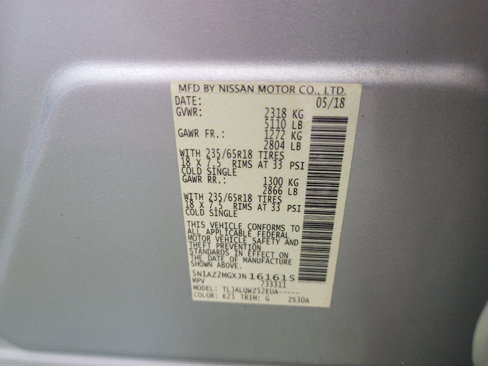 MFD BY NISSAN MOTOR CO., LTD.
DATE: 05/18
GVWR: 2318 KG
5110 LB
GAWR FR.: 1272 KG
2804 LB
WITH 235/65R18 TIRES
18 X 7.5 RIMS AT 33 PSI
COLD SINGLE
GAWR RR.: 1300 KG
2866 LB
WITH 235/65R18 TIRES
18 X 7.5 RIMS AT 33 PSI
COLD SINGLE
THIS VEHICLE CONFORMS TO
ALL APPLICABLE FEDERAL
MOTOR VEHICLE SAFETY AND
THEFT PREVENTION
STANDARDS IN EFFECT ON
THE DATE OF MANUFACTURE
SHOWN ABOVE.
5N1AZ2MGXJN161615
MPV 733311
MODEL: TLJALQWZ52EUA-----
COLOR: K23 TRIM: G ZS30A